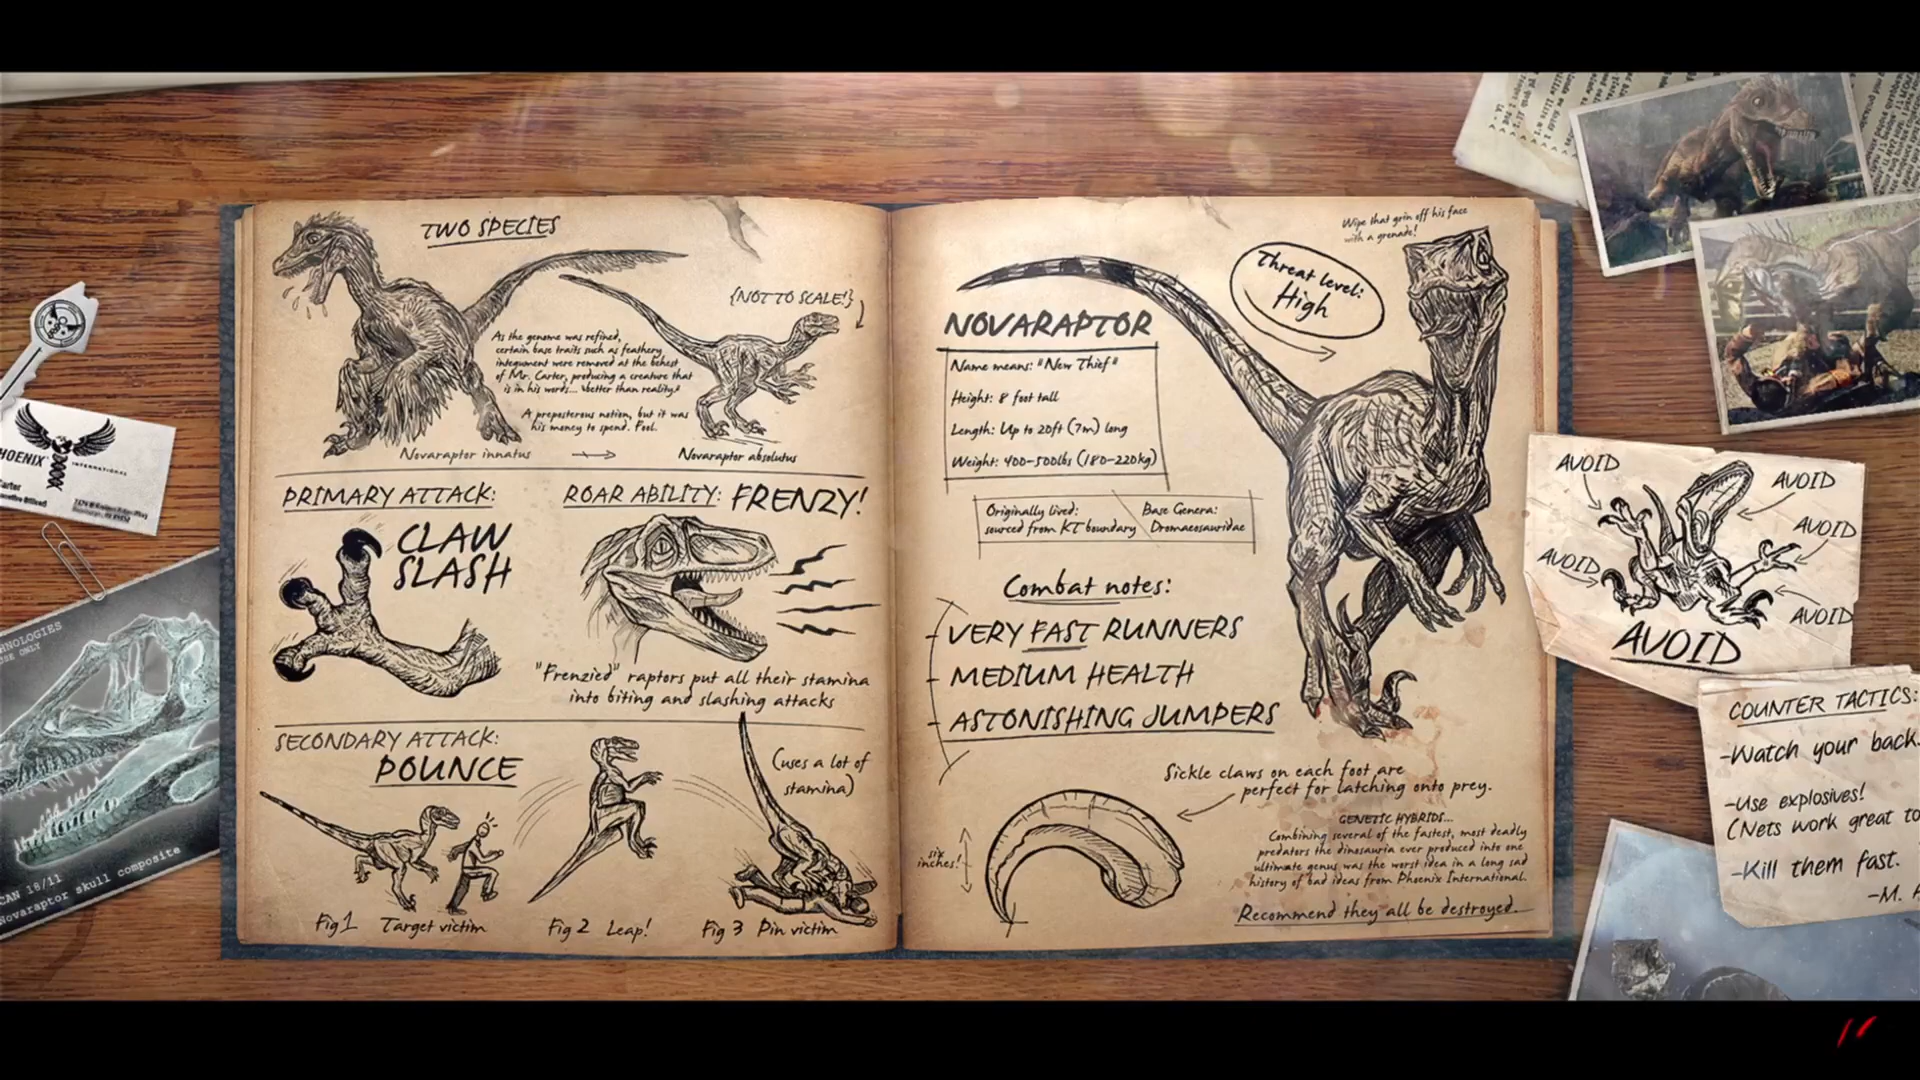 TWO SPECIES
{NOT TO SCALE!}
As the genome was refined,
certain base traits such as feathery
integument were removed at the behest
of Mr. Carter, producing a creature that
is in his words... "better than reality."
A preposterous notion, but it was
his money to spend. Fool.
Novaraptor innatus
Novaraptor absolutus
PRIMARY ATTACK:
CLAW
SLASH
ROAR ABILITY: FRENZY!
"Frenzied" raptors put all their stamina
into biting and slashing attacks
SECONDARY ATTACK:
POUNCE
(uses a lot of
stamina)
Fig 1 Target victim
Fig 2 Leap!
Fig 3 Pin victim
Wipe that grin off his face
with a grenade!
Threat level:
High
NOVARAPTOR
Name means: "New Thief"
Height: 8 foot tall
Length: Up to 20ft (7m) long
Weight: 400-500lbs (180-220kg)
Originally lived:
sourced from KT boundary
Base Genera:
Dromaeosauridae
Combat notes:
- VERY FAST RUNNERS
- MEDIUM HEALTH
- ASTONISHING JUMPERS
Sickle claws on each foot are
perfect for latching onto prey.
six
inches!
GENETIC HYBRIDS...
Combining several of the fastest, most deadly
predators the dinosauria ever produced into one
ultimate genus was the worst idea in a long sad
history of bad ideas from Phoenix International.
Recommend they all be destroyed.
HOENIX INTERNATIONAL
arter
HNOLOGIES
SE ONLY
CAN 18/11
Novaraptor skull composite
AVOID
AVOID
AVOID
AVOID
AVOID
AVOID
COUNTER TACTICS:
-Watch your back.
-Use explosives!
(Nets work great to
-Kill them fast.
-M. A